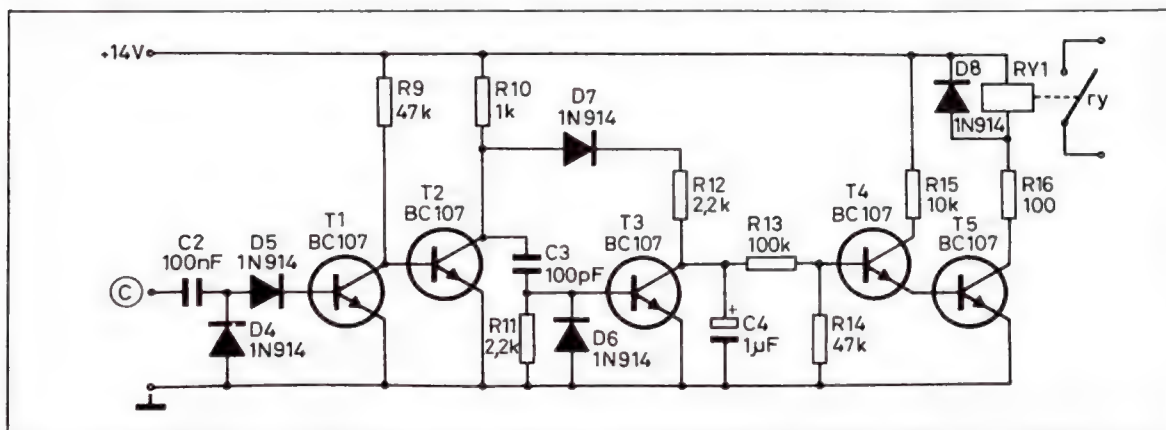 +14V
R9
47k
R10
1k
D7
1N914
D8
1N914
RY1
ry
R12
2,2k
T4
BC107
R15
10k
R16
100
T5
BC107
T2
BC107
T1
BC107
R13
100k
T3
BC107
C2
100nF
D5
1N914
C3
100pF
C
D4
1N914
R11
2,2k
D6
1N914
+
C4
1µF
R14
47k